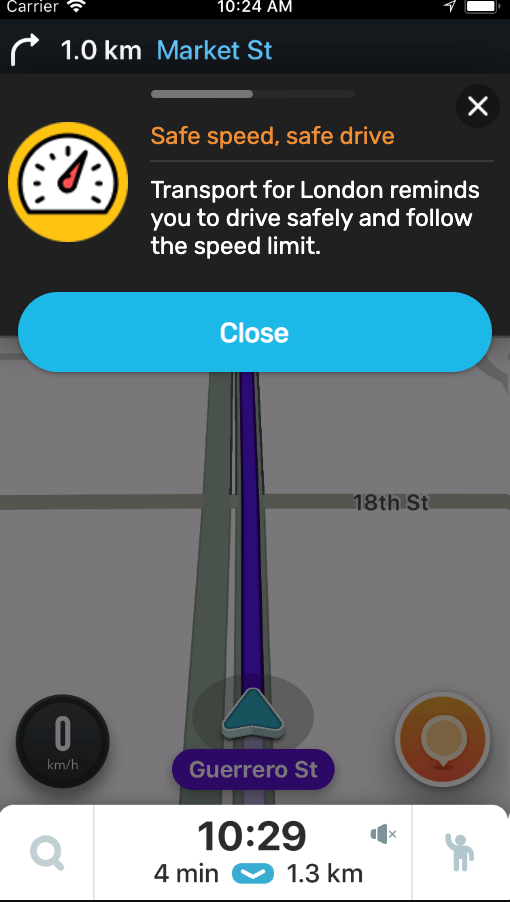 Carrier 10:24 AM
1.0 km Market St
Safe speed, safe drive
Transport for London reminds
you to drive safely and follow
the speed limit.
Close
18th St
0
km/h
Guerrero St
10:29
4 min 1.3 km